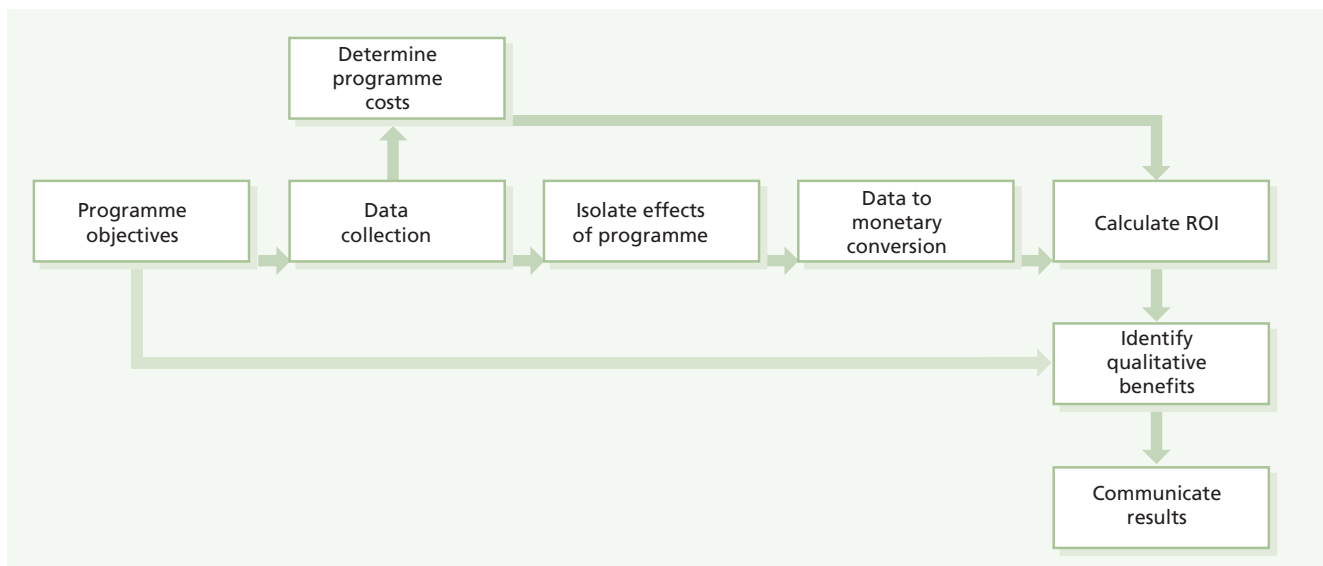 Determine
programme
costs
Programme
objectives
Data
collection
Isolate effects
of programme
Data to
monetary
conversion
Calculate ROI
Identify
qualitative
benefits
Communicate
results